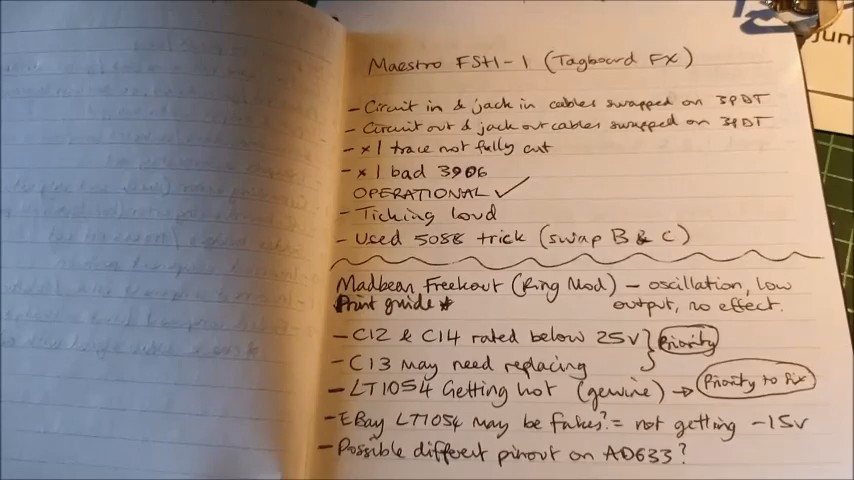 Maestro FSH-1 (Tagboard FX)
- Circuit in & jack in cables swapped on 3PDT
- Circuit out & jack out cables swapped on 3PDT
- x1 trace not fully cut
- x1 bad 3906
OPERATIONAL ✓
- Ticking loud
- Used 5088 trick (swap B & C)
Madbean Freekout (Ring Mod) - oscillation, low
Print guide* output, no effect.
- C12 & C14 rated below 25V } Priority
- C13 may need replacing
- LT1054 Getting hot (genuine) → Priority to fix
- EBay LT1054 may be fakes? = not getting -15v
- Possible different pinout on AD633?
jum